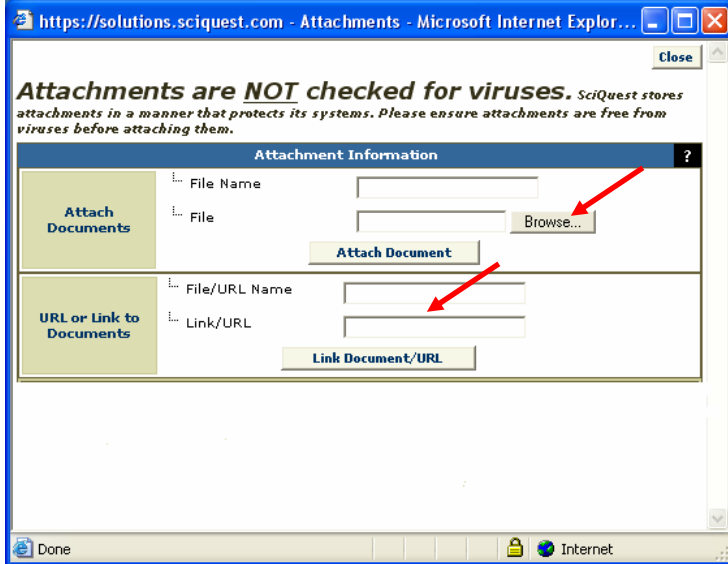 https://solutions.sciquest.com - Attachments - Microsoft Internet Explor...
Close
Attachments are NOT checked for viruses. SciQuest stores
attachments in a manner that protects its systems. Please ensure attachments are free from
viruses before attaching them.
Attachment Information ?
Attach
Documents
File Name
File Browse...
Attach Document
URL or Link to
Documents
File/URL Name
Link/URL
Link Document/URL
Done Internet